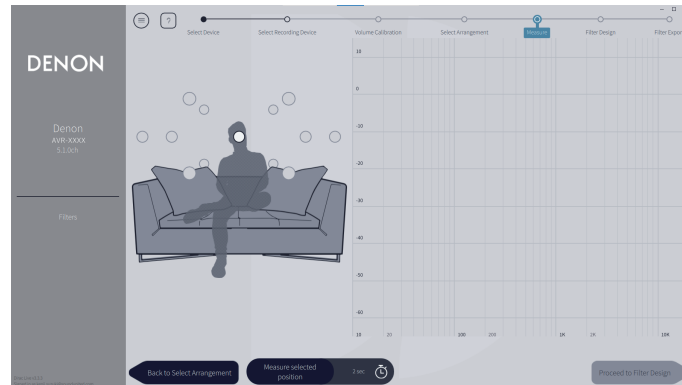 ?
Select Device
Select Recording Device
Volume Calibration
Select Arrangement
Measure
Filter Design
Filter Expor
DENON
Denon
AVR-XXXX
5.1.0ch
Filters
10
0
-10
-20
-30
-40
-50
-60
10 20 100 200 1K 2K 10K
Back to Select Arrangement
Measure selected
position
2 sec
Proceed to Filter Design